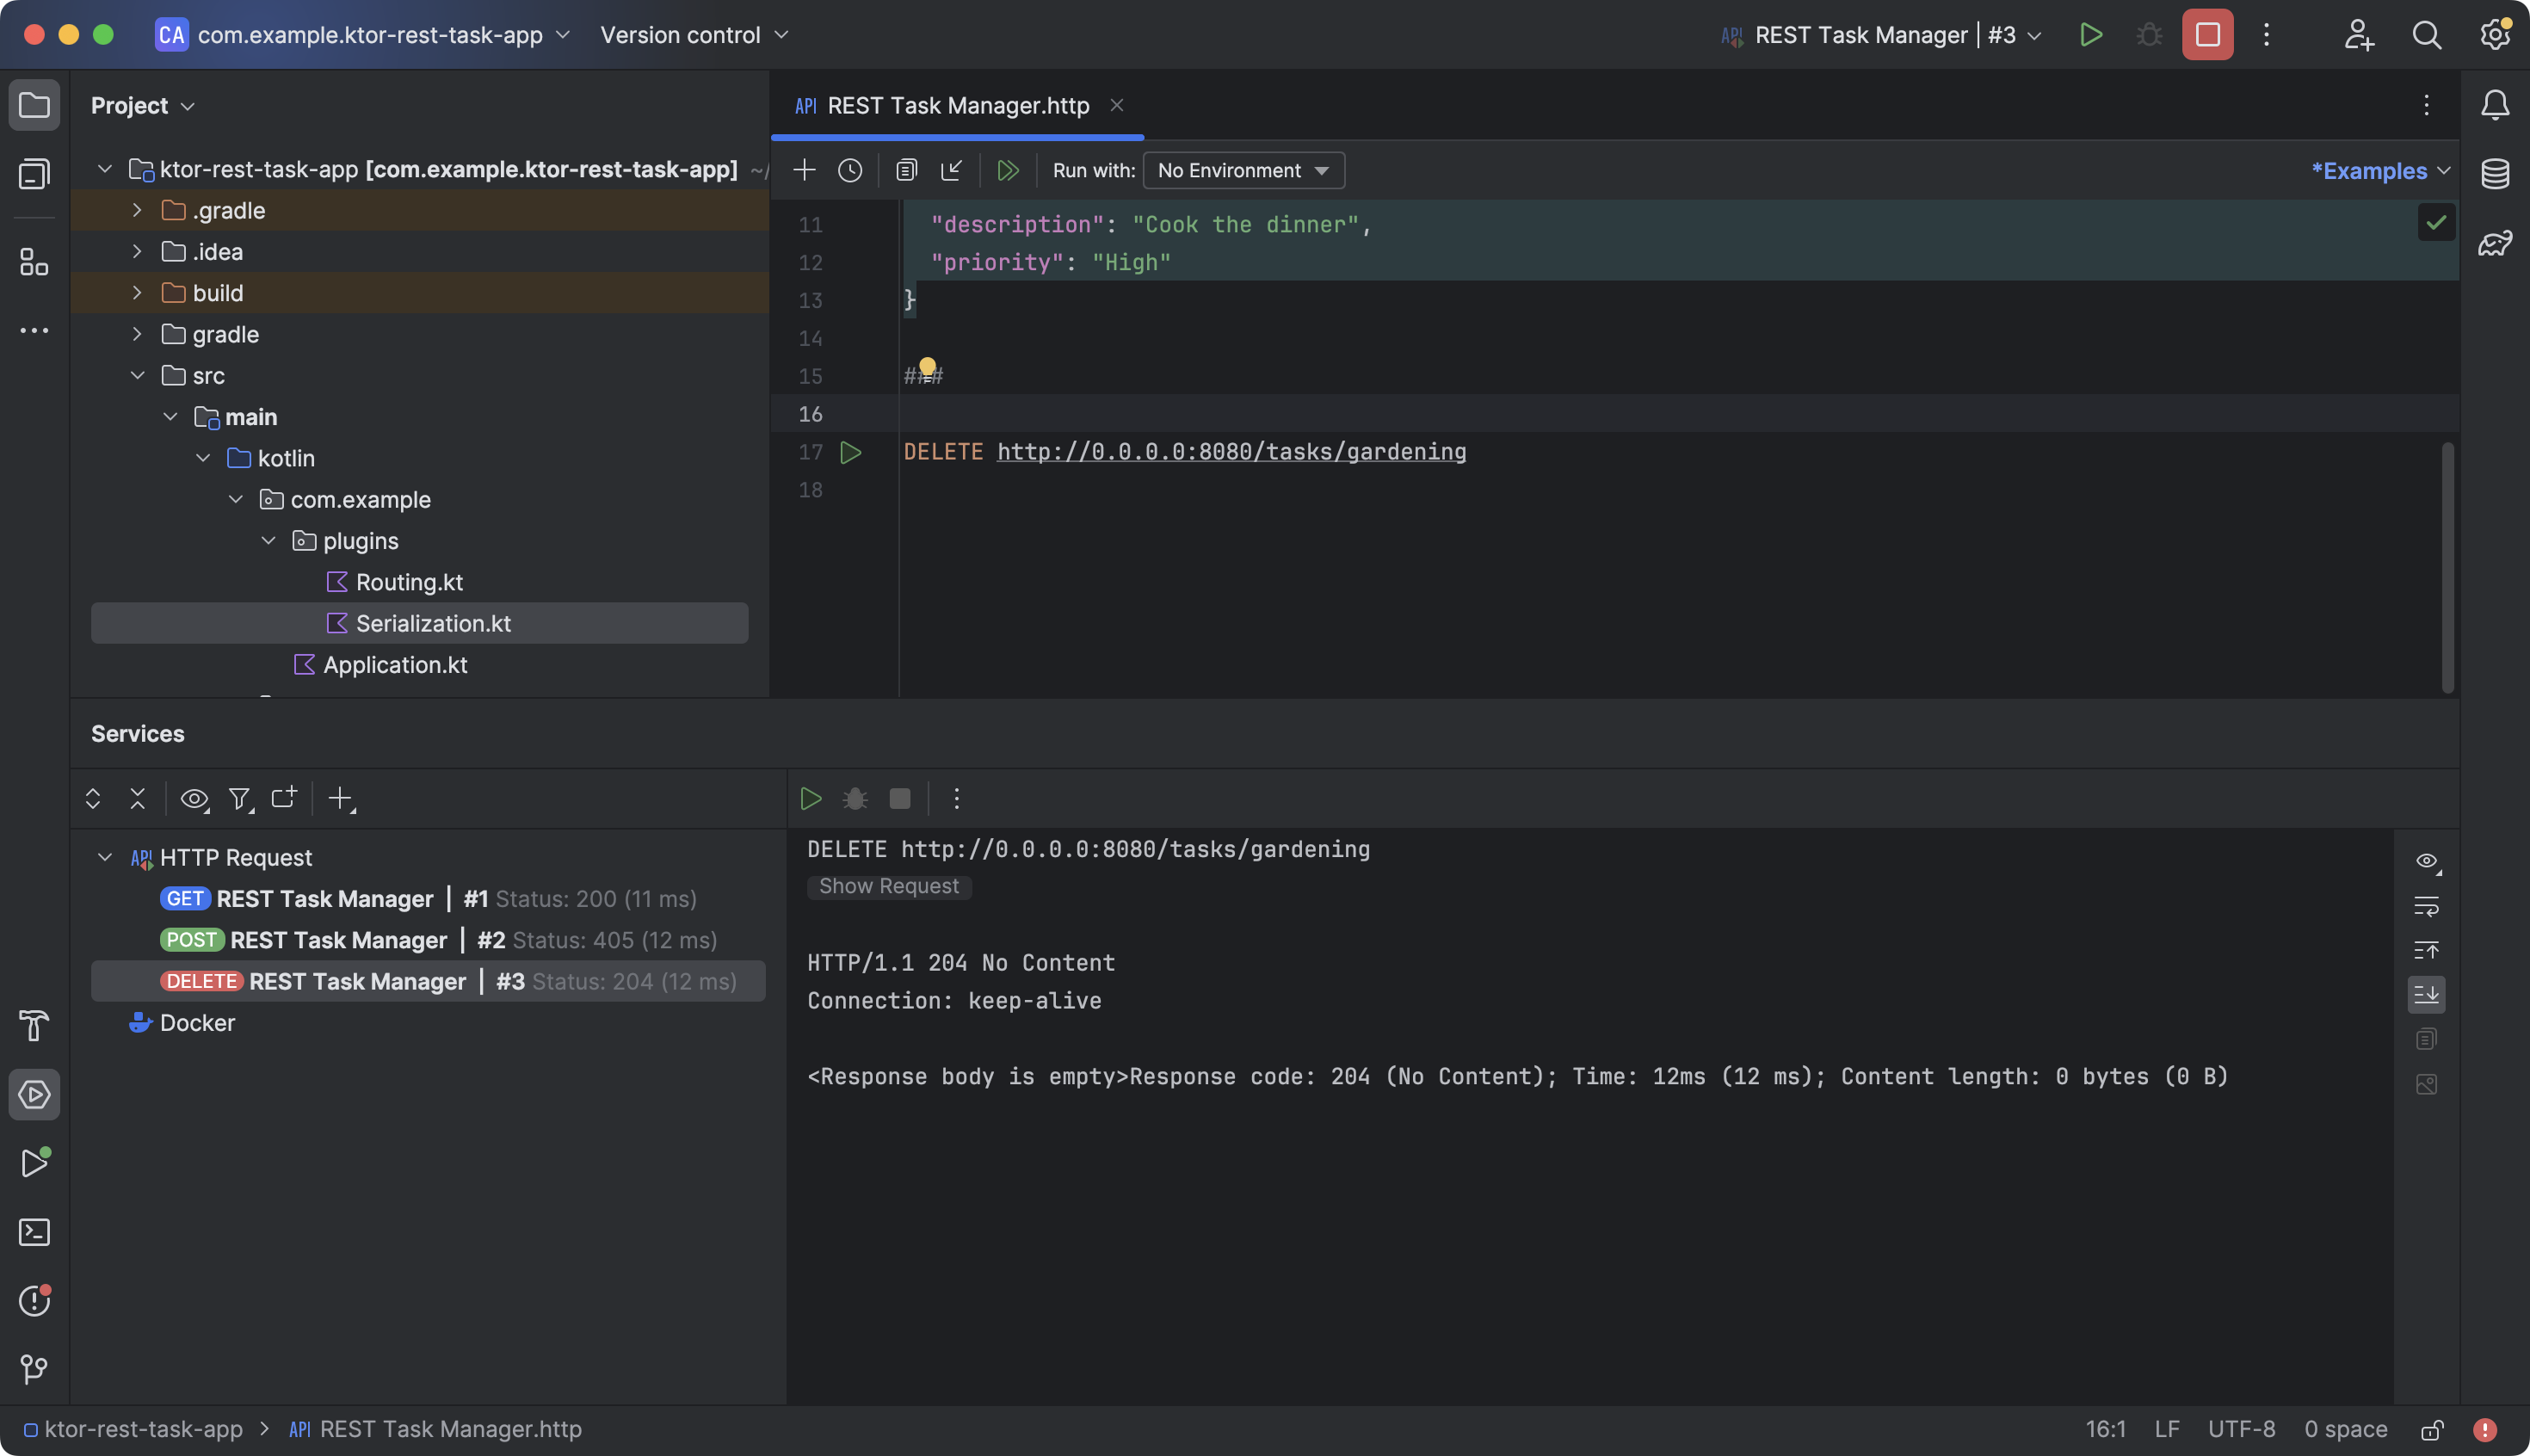 CA com.example.ktor-rest-task-app Version control API REST Task Manager | #3
Project
ktor-rest-task-app [com.example.ktor-rest-task-app] ~/
.gradle
.idea
build
gradle
src
main
kotlin
com.example
plugins
Routing.kt
Serialization.kt
Application.kt
API REST Task Manager.http
Run with: No Environment *Examples
11 "description": "Cook the dinner",
12 "priority": "High"
13 }
14
15 ###
16
17 DELETE http://0.0.0.0:8080/tasks/gardening
18
Services
API HTTP Request
GET REST Task Manager | #1 Status: 200 (11 ms)
POST REST Task Manager | #2 Status: 405 (12 ms)
DELETE REST Task Manager | #3 Status: 204 (12 ms)
Docker
DELETE http://0.0.0.0:8080/tasks/gardening
Show Request
HTTP/1.1 204 No Content
Connection: keep-alive
<Response body is empty>Response code: 204 (No Content); Time: 12ms (12 ms); Content length: 0 bytes (0 B)
ktor-rest-task-app > API REST Task Manager.http 16:1 LF UTF-8 0 space